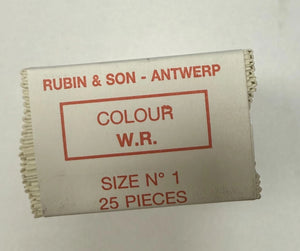 RUBIN & SON - ANTWERP
COLOUR
W.R.
SIZE N° 1
25 PIECES